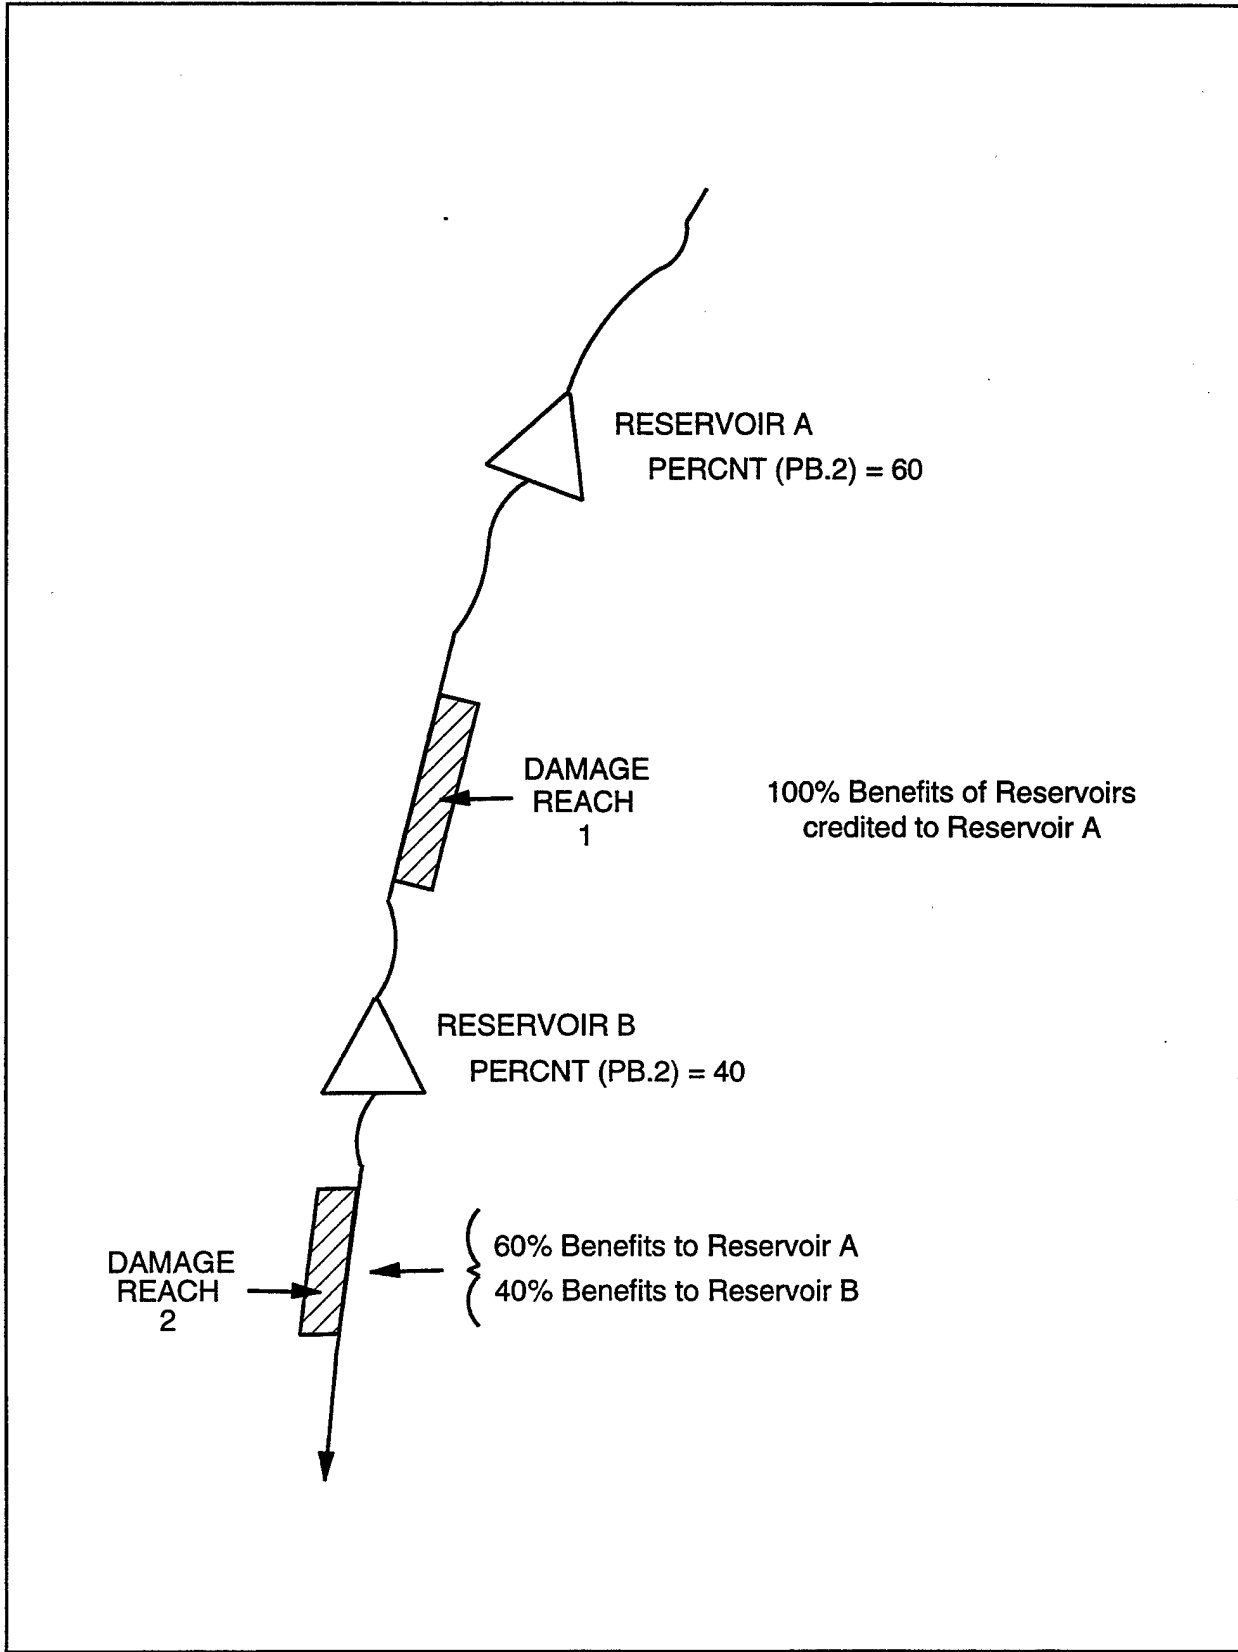 RESERVOIR A
PERCNT (PB.2) = 60
DAMAGE
REACH
1
100% Benefits of Reservoirs
credited to Reservoir A
RESERVOIR B
PERCNT (PB.2) = 40
DAMAGE
REACH
2
60% Benefits to Reservoir A
40% Benefits to Reservoir B